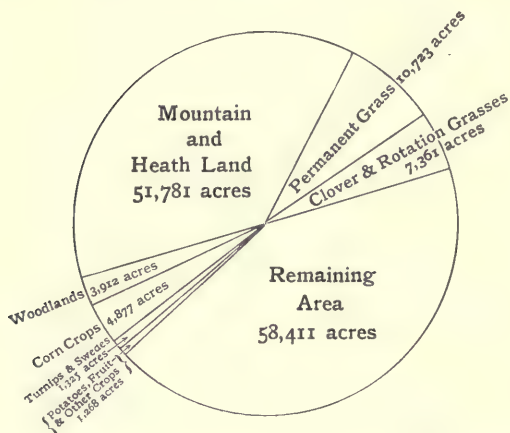 Mountain
and
Heath Land
51,781 acres
Permanent Grass 10,723 acres
Clover & Rotation Grasses
7,361 acres
Remaining
Area
58,411 acres
Woodlands 3,912 acres
Corn Crops 4,877 acres
Turnips & Swedes
1,325 acres
Potatoes, Fruit
& Other Crops
1,268 acres